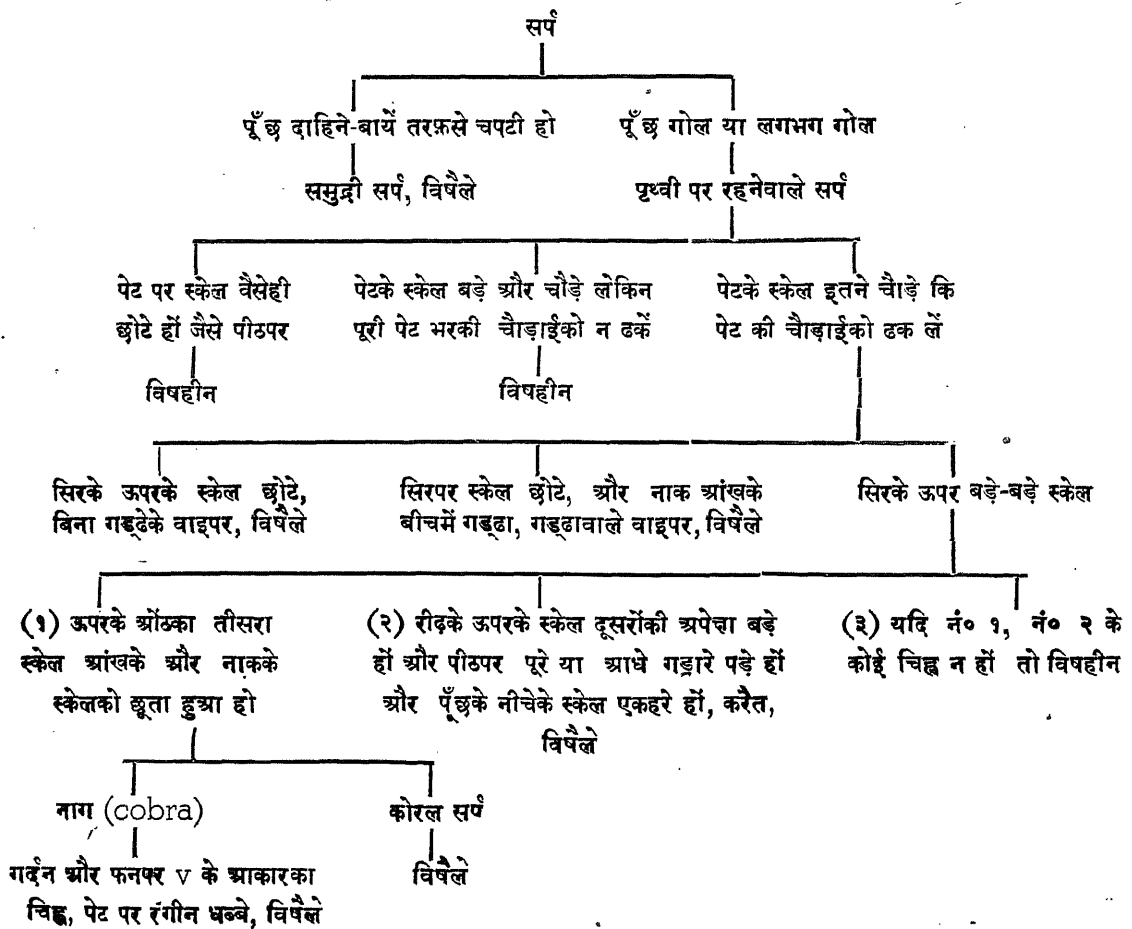 सर्प
पूँछ दाहिने-बायें तरफ़से चपटी हो
पूँछ गोल या लगभग गोल
समुद्री सर्प, विषैले
पृथ्वी पर रहनेवाले सर्प
पेट पर स्केल वैसेही
छोटे हों जैसे पीठपर
पेटके स्केल बड़े और चौड़े लेकिन
पूरी पेट भरकी चौड़ाईको न ढकें
पेटके स्केल इतने चौड़े कि
पेट की चौड़ाईको ढक लें
विषहीन
विषहीन
सिरके ऊपरके स्केल छोटे,
बिना गड्ढेके वाइपर, विषैले
सिरपर स्केल छोटे, और नाक आंखके
बीचमें गड्ढा, गड्ढावाले वाइपर, विषैले
सिरके ऊपर बड़े-बड़े स्केल
(१) ऊपरके ओंठका तीसरा
स्केल आंखके और नाकके
स्केलको छूता हुआ हो
(२) रीढ़के ऊपरके स्केल दूसरोंकी अपेक्षा बड़े
हों और पीठपर पूरे या आधे गड़ारे पड़े हों
और पूँछके नीचेके स्केल एकहरे हों, करैत,
विषैले
(३) यदि नं० १, नं० २ के
कोई चिह्न न हों तो विषहीन
नाग (cobra)
कोरल सर्प
गर्दन और फनपर V के आकारका
चिह्न, पेट पर रंगीन धब्बे, विषैले
विषैले